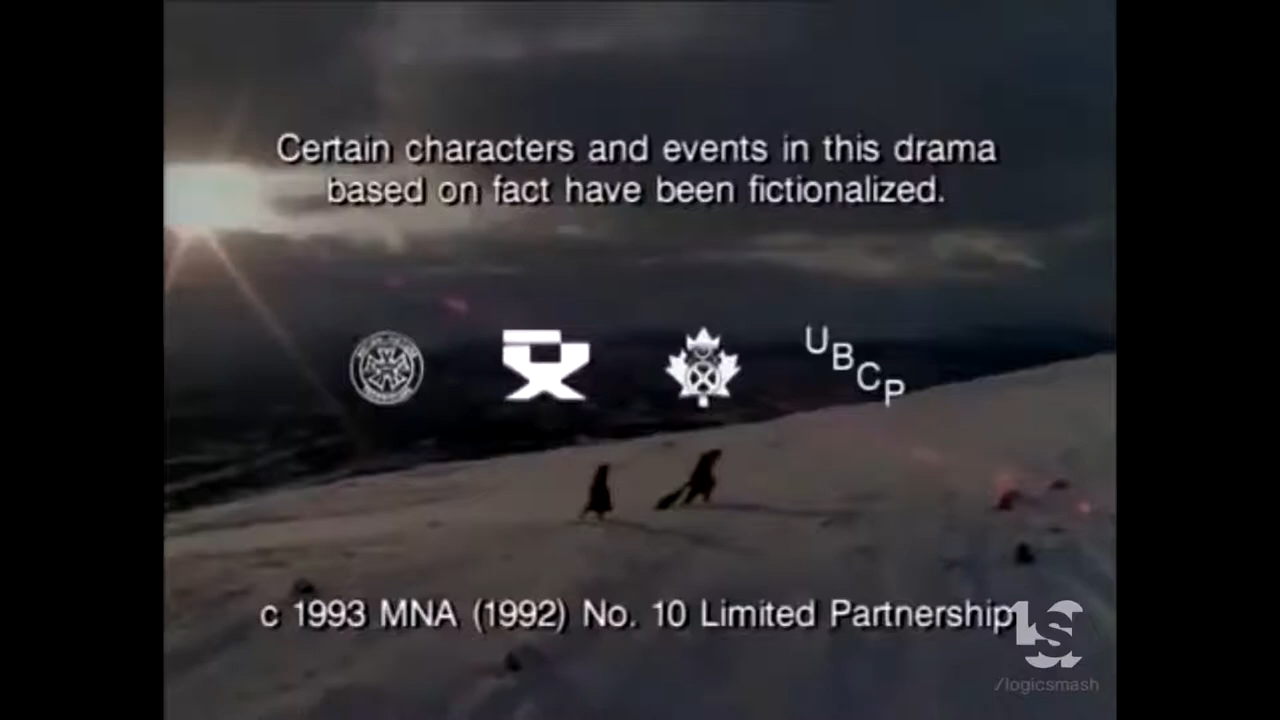 Certain characters and events in this drama
based on fact have been fictionalized.
U
B
C
P
c 1993 MNA (1992) No. 10 Limited Partnership
LS
/logicsmash